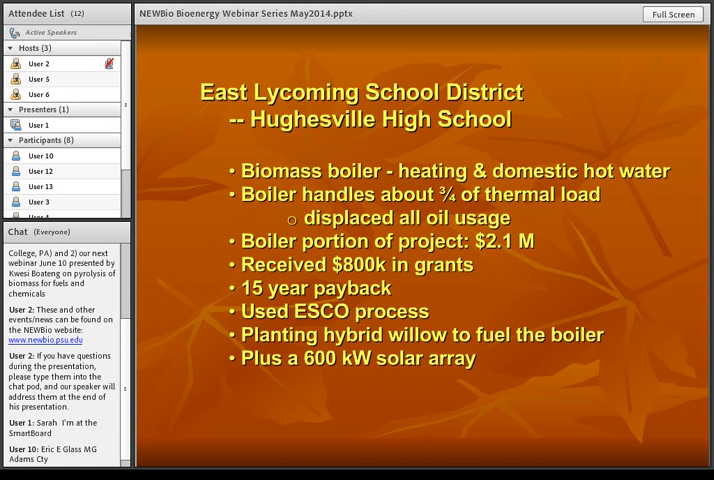 Attendee List (12)
Active Speakers
Hosts (3)
User 2
User 5
User 6
Presenters (1)
User 1
Participants (8)
User 10
User 12
User 13
User 3
Chat (Everyone)
College, PA) and 2) our next
webinar June 10 presented by
Kwesi Boateng on pyrolysis of
biomass for fuels and
chemicals
User 2: These and other
events/news can be found on
the NEWBio website:
www.newbio.psu.edu
User 2: If you have questions
during the presentation,
please type them into the
chat pod, and our speaker will
address them at the end of
his presentation.
User 1: Sarah I'm at the
SmartBoard
User 10: Eric E Glass MG
Adams Cty
NEWBio Bioenergy Webinar Series May2014.pptx
Full Screen
East Lycoming School District
-- Hughesville High School
• Biomass boiler - heating & domestic hot water
• Boiler handles about ¾ of thermal load
o displaced all oil usage
• Boiler portion of project: $2.1 M
• Received $800k in grants
• 15 year payback
• Used ESCO process
• Planting hybrid willow to fuel the boiler
• Plus a 600 kW solar array